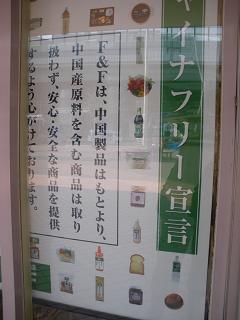 ャイナフリー宣言
F&Fは、中国製品はもとより、
中国産原料を含む商品は取り
扱わず、安心・安全な商品を提供
するよう心がけております。